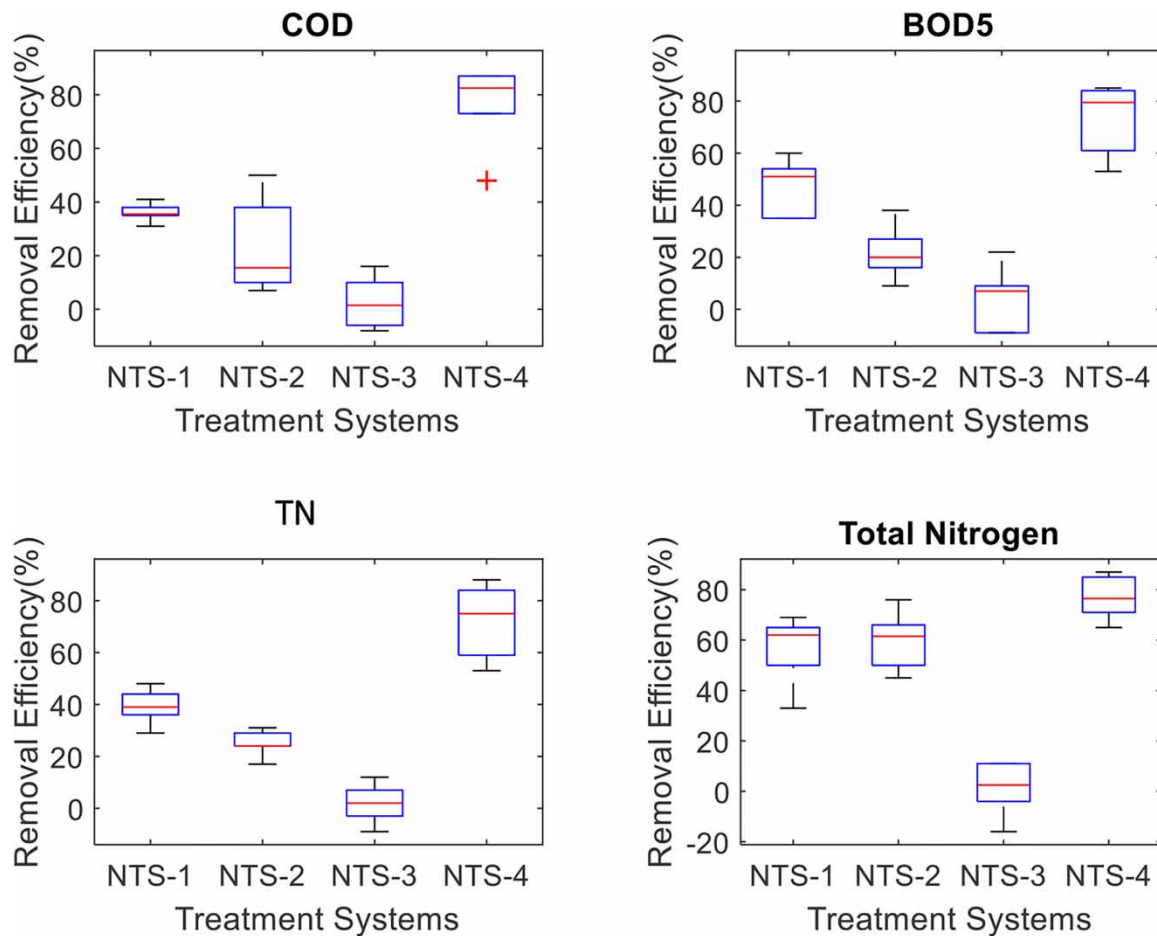 COD
Removal Efficiency(%)
80
60
40
20
0
NTS-1 NTS-2 NTS-3 NTS-4
Treatment Systems
BOD5
Removal Efficiency(%)
80
60
40
20
0
NTS-1 NTS-2 NTS-3 NTS-4
Treatment Systems
TN
Removal Efficiency(%)
80
60
40
20
0
NTS-1 NTS-2 NTS-3 NTS-4
Treatment Systems
Total Nitrogen
Removal Efficiency(%)
80
60
40
20
0
-20
NTS-1 NTS-2 NTS-3 NTS-4
Treatment Systems